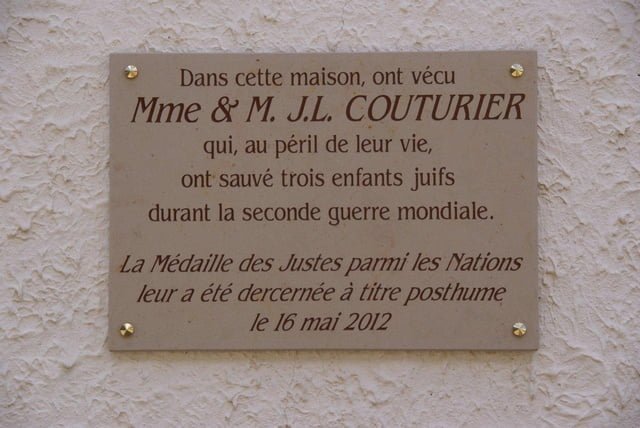 Dans cette maison, ont vécu
Mme & M. J.L. COUTURIER
qui, au péril de leur vie,
ont sauvé trois enfants juifs
durant la seconde guerre mondiale.
La Médaille des Justes parmi les Nations
leur a été dercernée à titre posthume
le 16 mai 2012